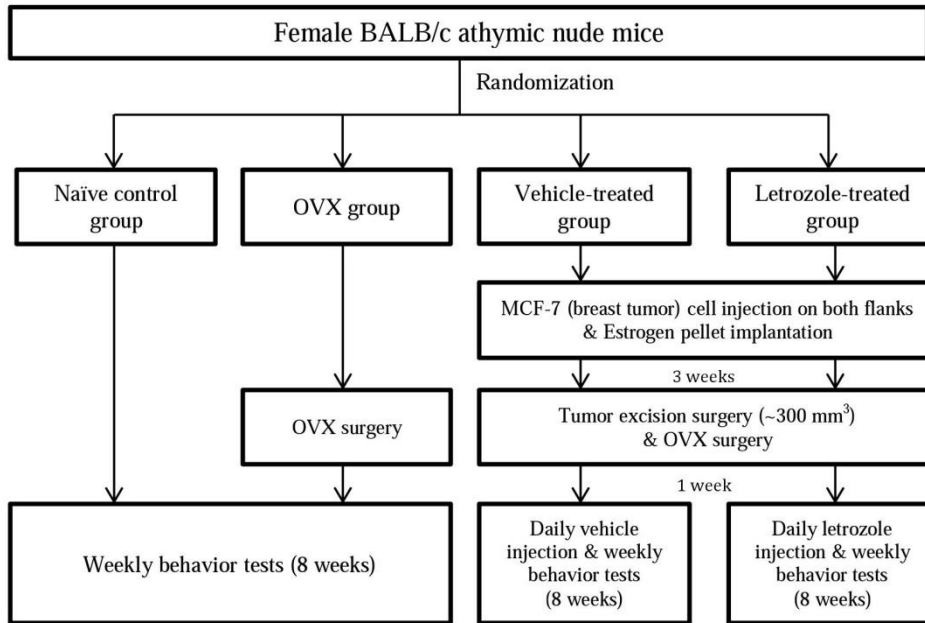 Female BALB/c athymic nude mice
Randomization
Naïve control
group
OVX group
Vehicle-treated
group
Letrozole-treated
group
MCF-7 (breast tumor) cell injection on both flanks
& Estrogen pellet implantation
3 weeks
OVX surgery
Tumor excision surgery (~300 mm³)
& OVX surgery
1 week
Weekly behavior tests (8 weeks)
Daily vehicle
injection & weekly
behavior tests
(8 weeks)
Daily letrozole
injection & weekly
behavior tests
(8 weeks)